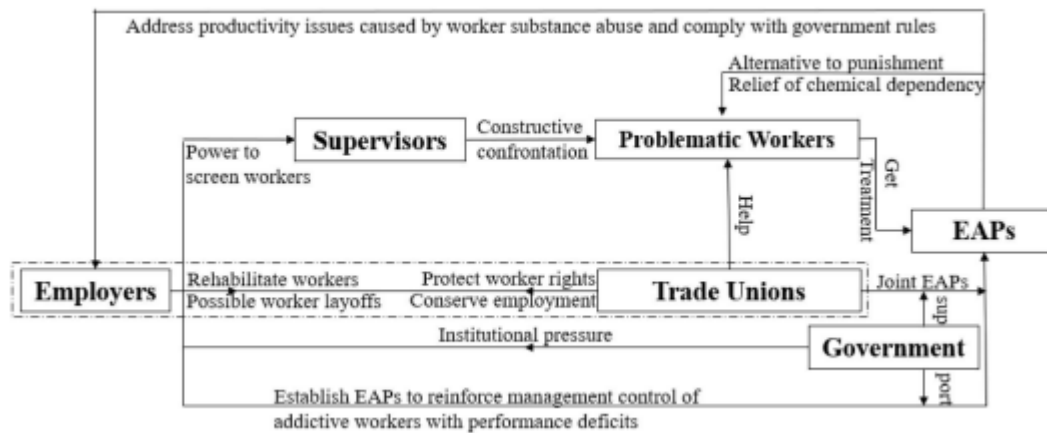 Address productivity issues caused by worker substance abuse and comply with government rules
Alternative to punishment
Relief of chemical dependency
Supervisors
Constructive
confrontation
Problematic Workers
Power to
screen workers
Get
Treatment
Help
EAPs
Employers
Rehabilitate workers
Possible worker layoffs
Protect worker rights
Conserve employment
Trade Unions
Joint EAPs
sup
port
Institutional pressure
Government
Establish EAPs to reinforce management control of
addictive workers with performance deficits